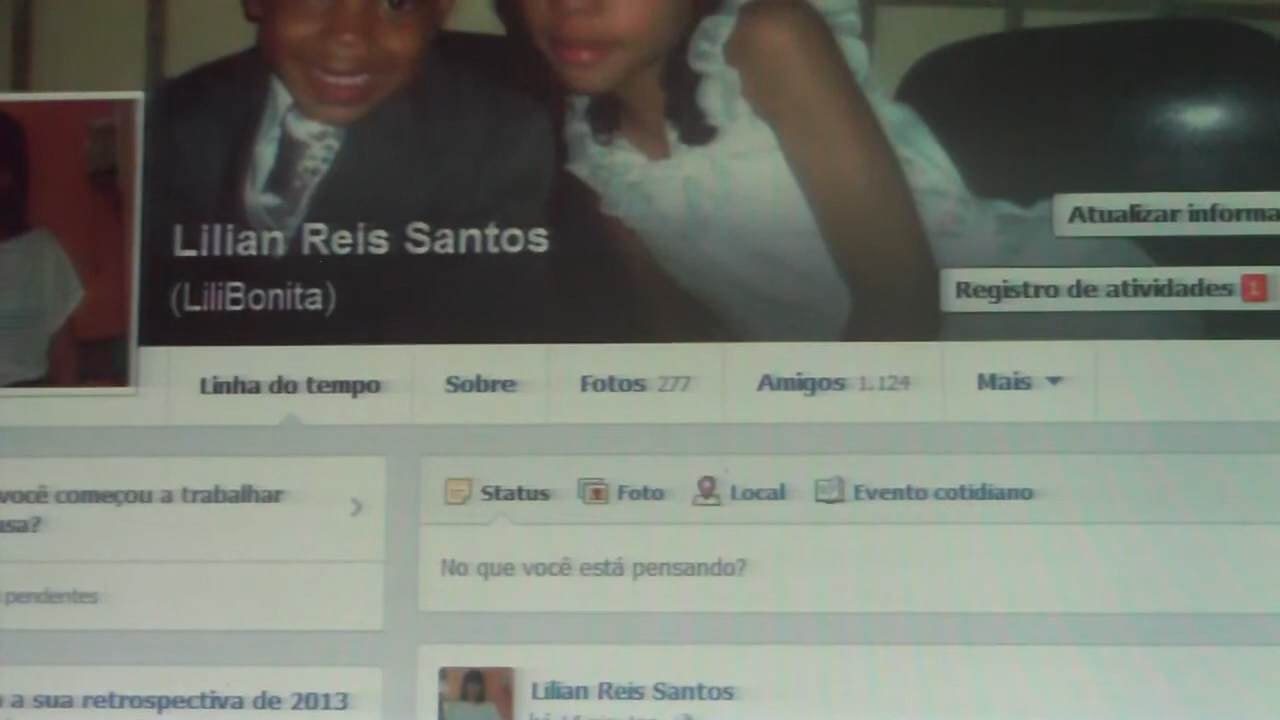 Lilian Reis Santos
(LiliBonita)
Atualizar informa
Registro de atividades 1
Linha do tempo
Sobre
Fotos 277
Amigos 1.124
Mais
você começou a trabalhar
pendentes
Status
Foto
Local
Evento cotidiano
No que você está pensando?
a sua retrospectiva de 2013
Lilian Reis Santos